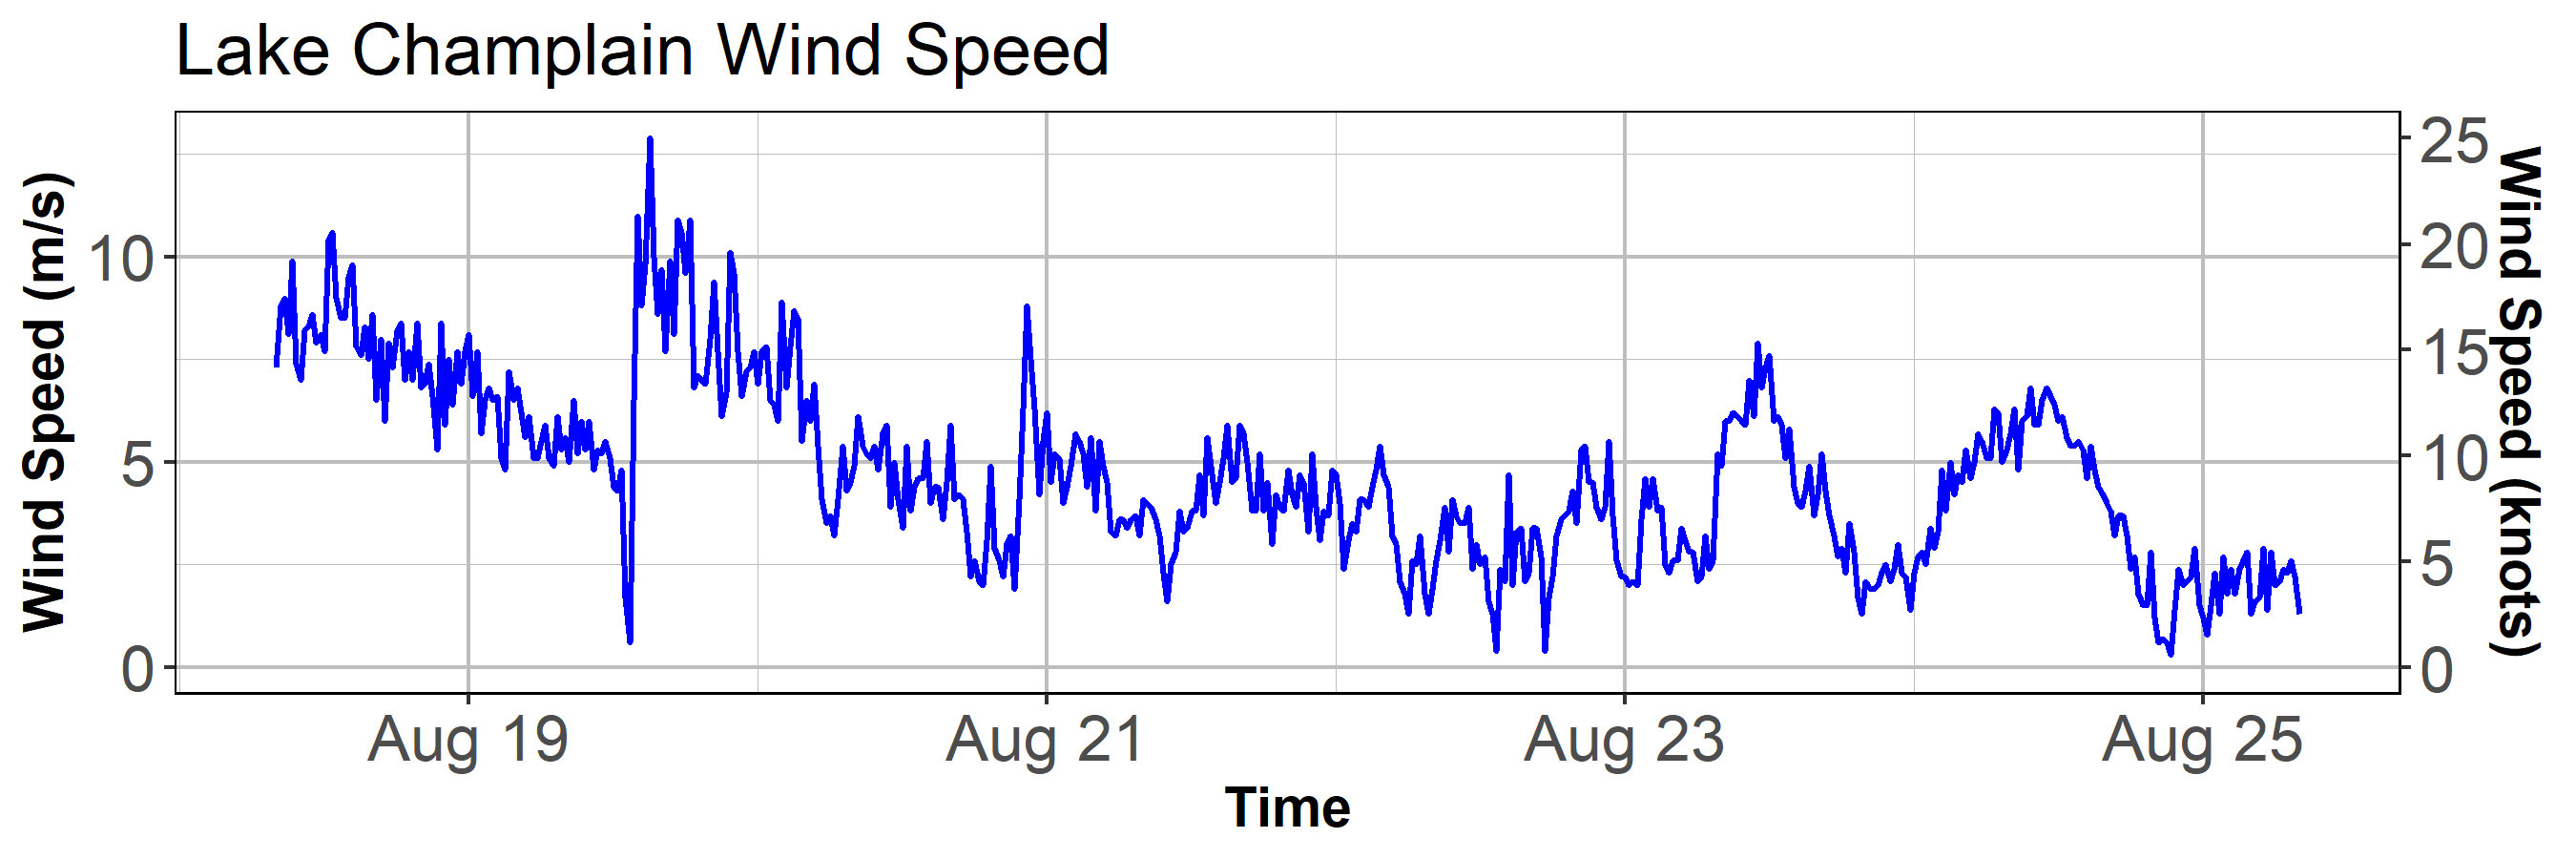 Lake Champlain Wind Speed
Wind Speed (m/s)
10
5
0
25
20
15
10
5
0
Wind Speed (knots)
Aug 19
Aug 21
Aug 23
Aug 25
Time